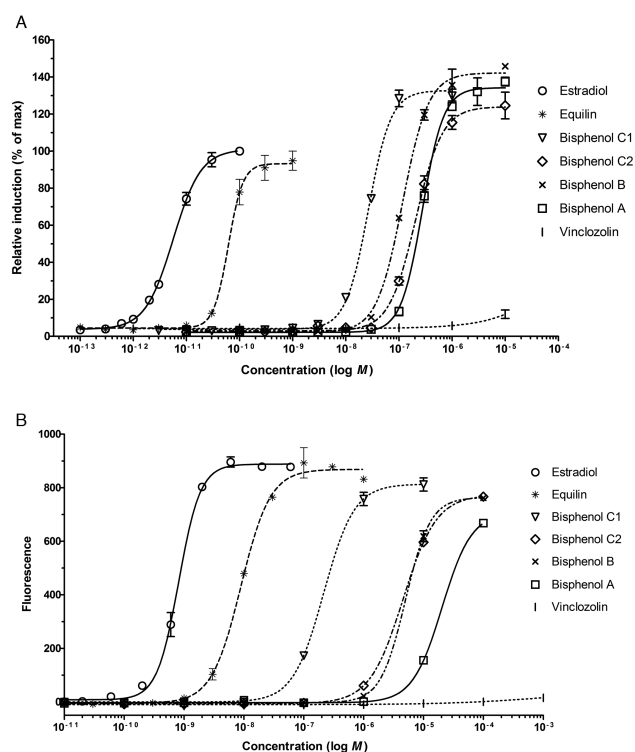 A
160
140
120
100
80
60
40
20
0
Relative induction (% of max)
10-13
10-12
10-11
10-10
10-9
10-8
10-7
10-6
10-5
10-4
Concentration (log M)
Estradiol
Equilin
Bisphenol C1
Bisphenol C2
Bisphenol B
Bisphenol A
Vinclozolin
B
1000
800
600
400
200
0
Fluorescence
10-11
10-10
10-9
10-8
10-7
10-6
10-5
10-4
10-3
Concentration (log M)
Estradiol
Equilin
Bisphenol C1
Bisphenol C2
Bisphenol B
Bisphenol A
Vinclozolin